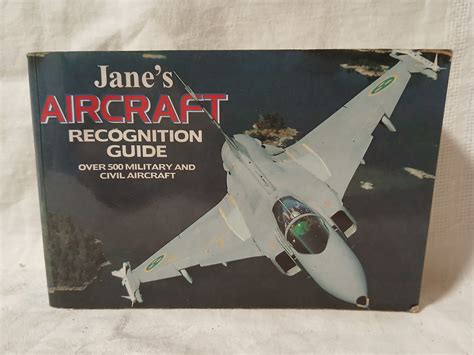 Jane's
AIRCRAFT
RECOGNITION
GUIDE
OVER 500 MILITARY AND
CIVIL AIRCRAFT